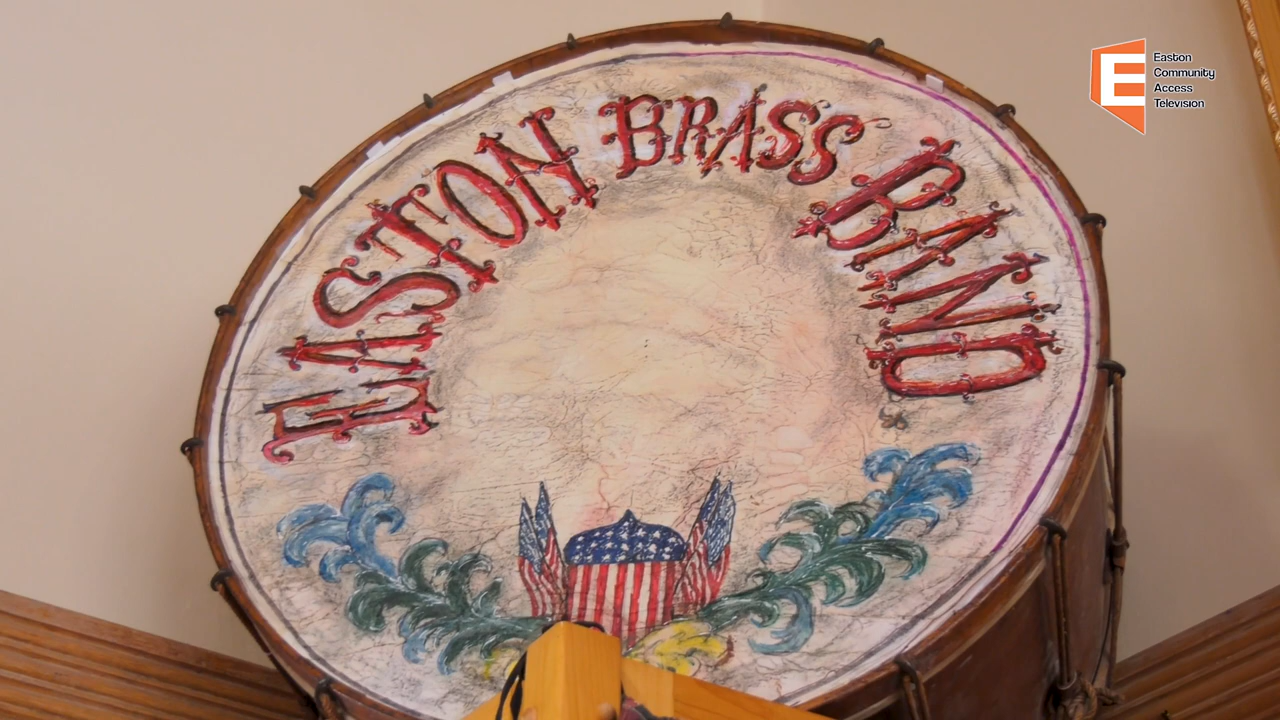 EASTON BRASS BAND
E
Easton
Community
Access
Television